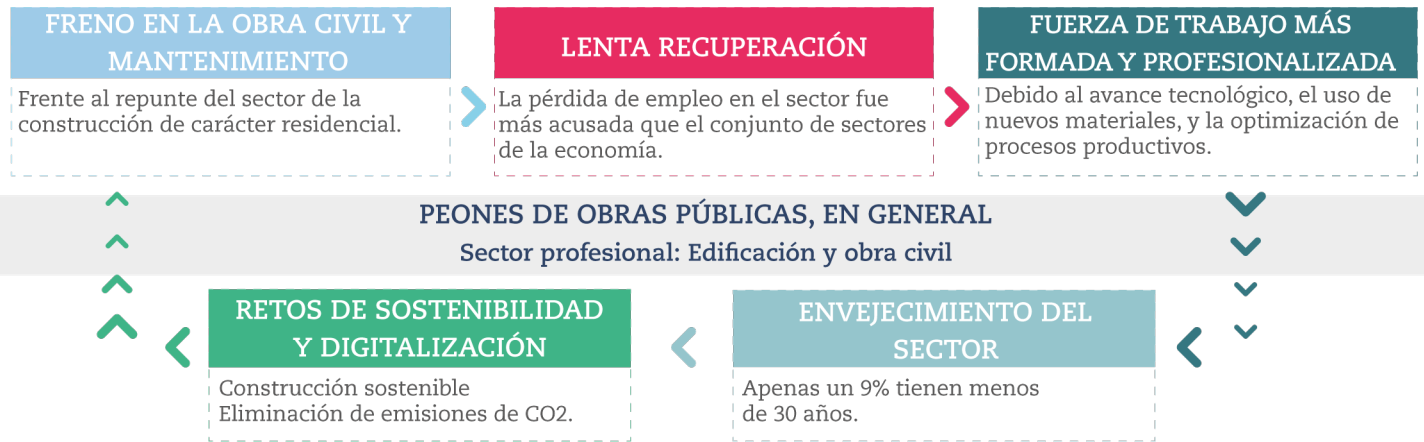 FRENO EN LA OBRA CIVIL Y
MANTENIMIENTO
Frente al repunte del sector de la
construcción de carácter residencial.
LENTA RECUPERACIÓN
La pérdida de empleo en el sector fue
más acusada que el conjunto de sectores
de la economía.
FUERZA DE TRABAJO MÁS
FORMADA Y PROFESIONALIZADA
Debido al avance tecnológico, el uso de
nuevos materiales, y la optimización de
procesos productivos.
PEONES DE OBRAS PÚBLICAS, EN GENERAL
Sector profesional: Edificación y obra civil
RETOS DE SOSTENIBILIDAD
Y DIGITALIZACIÓN
Construcción sostenible
Eliminación de emisiones de CO2.
ENVEJECIMIENTO DEL
SECTOR
Apenas un 9% tienen menos
de 30 años.